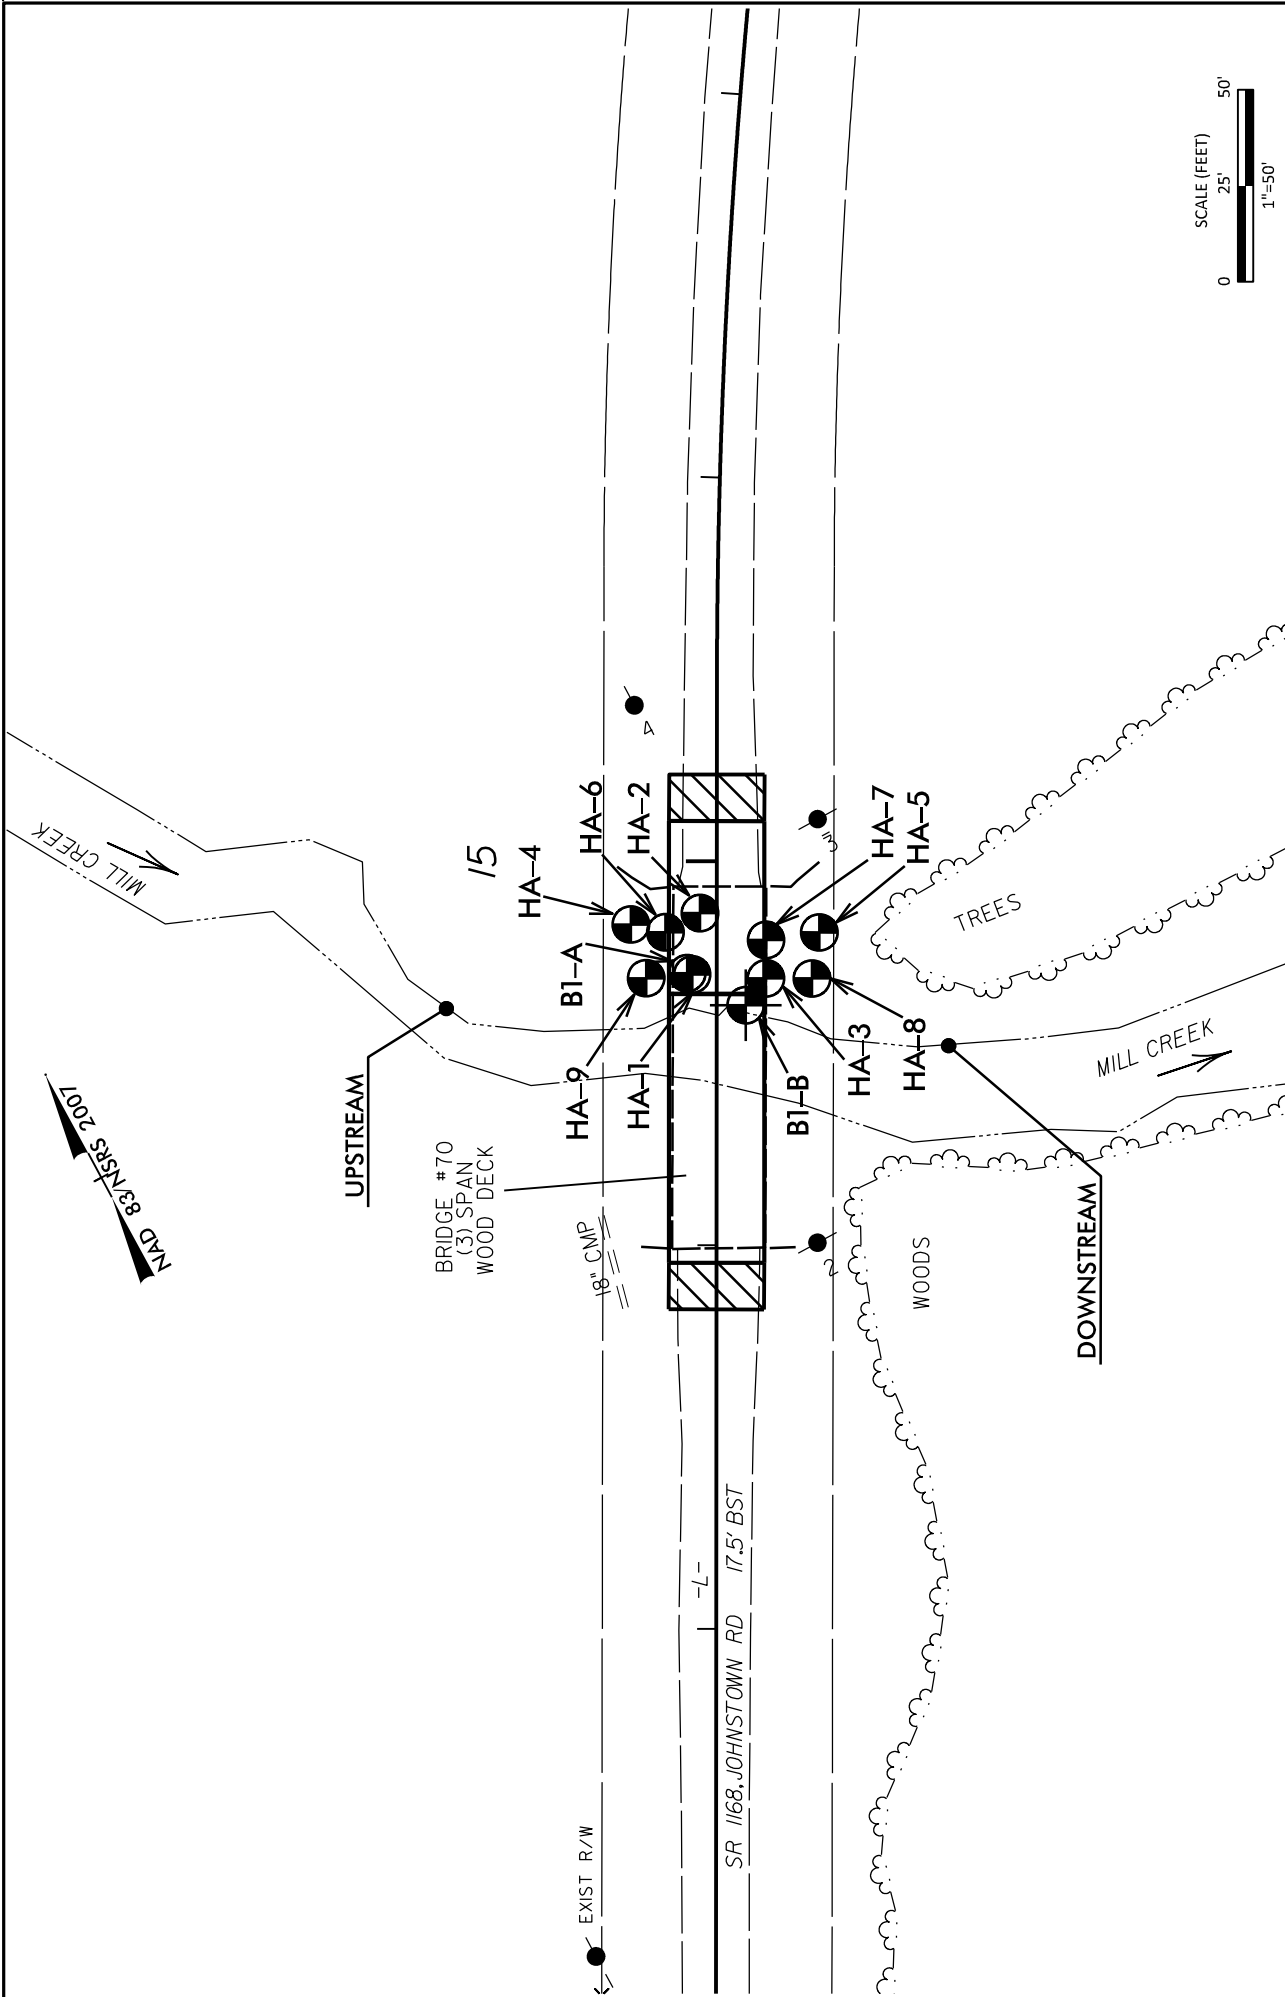 NAD 83/NSRS 2007
MILL CREEK
UPSTREAM
BRIDGE #70
(3) SPAN
WOOD DECK
18" CMP
EXIST R/W
15
HA-4
HA-6
HA-2
B1-A
HA-9
HA-1
4
-L-
SR 1168, JOHNSTOWN RD 17.5' BST
B1-B
HA-3
HA-8
HA-7
HA-5
3
2
TREES
WOODS
MILL CREEK
DOWNSTREAM
SCALE (FEET)
0 25' 50'
1"=50'